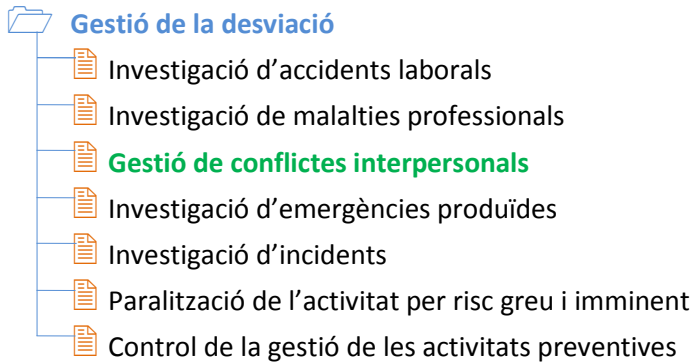 Gestió de la desviació
Investigació d’accidents laborals
Investigació de malalties professionals
Gestió de conflictes interpersonals
Investigació d’emergències produïdes
Investigació d’incidents
Paralització de l’activitat per risc greu i imminent
Control de la gestió de les activitats preventives